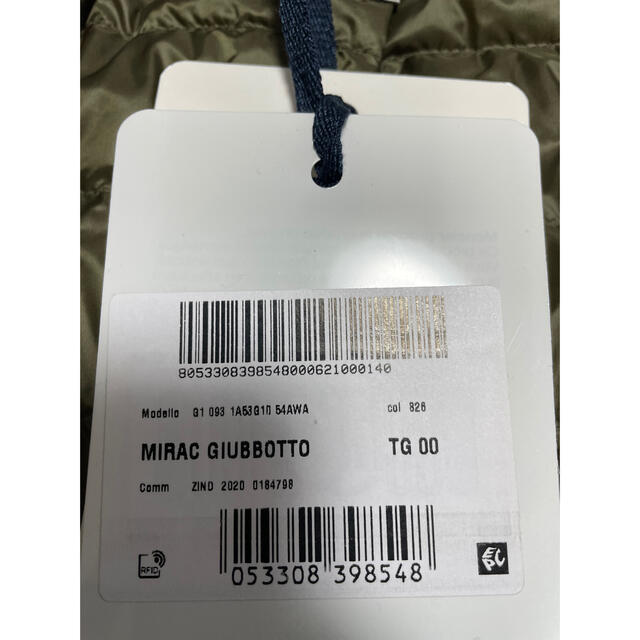 8053308398548000621000140
Modello G1 093 1A53G10 54AWA col 826
MIRAC GIUBBOTTO TG 00
Comm ZIND 2020 0184798
RFID
053308 398548